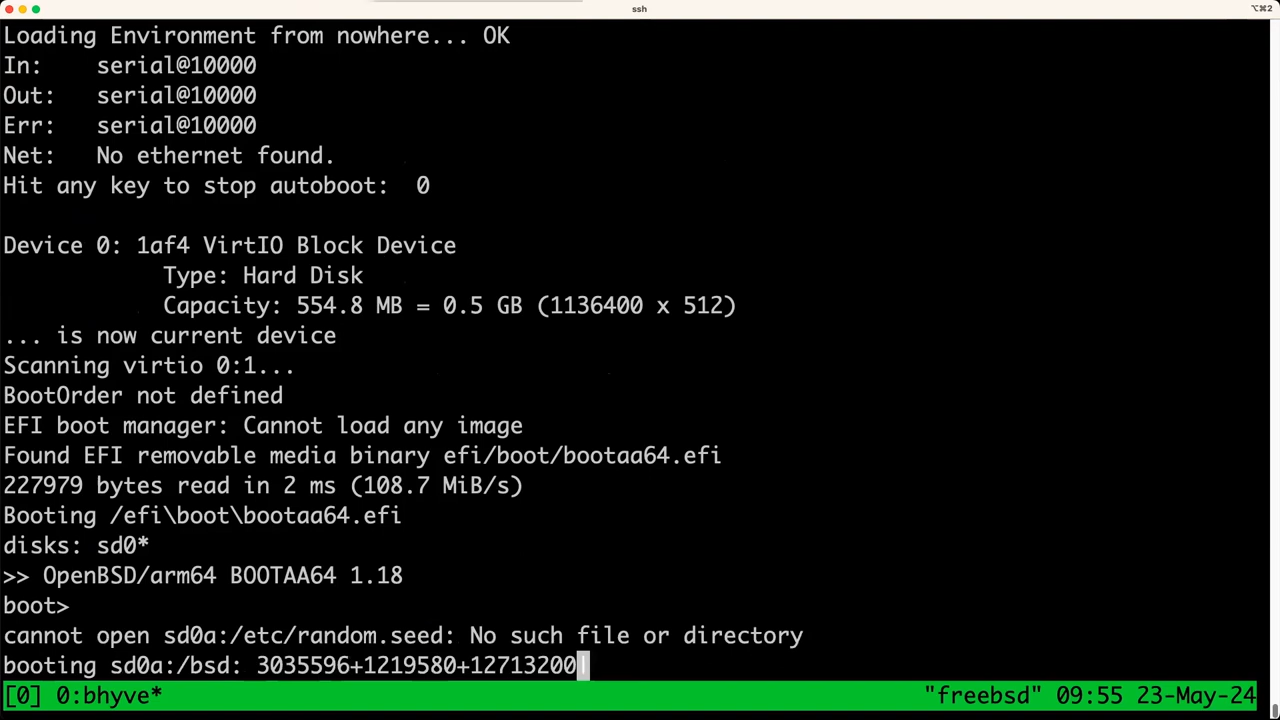 ssh
⌥⌘2
Loading Environment from nowhere... OK
In:    serial@10000
Out:   serial@10000
Err:   serial@10000
Net:   No ethernet found.
Hit any key to stop autoboot:  0
Device 0: 1af4 VirtIO Block Device
            Type: Hard Disk
            Capacity: 554.8 MB = 0.5 GB (1136400 x 512)
... is now current device
Scanning virtio 0:1...
BootOrder not defined
EFI boot manager: Cannot load any image
Found EFI removable media binary efi/boot/bootaa64.efi
227979 bytes read in 2 ms (108.7 MiB/s)
Booting /efi\boot\bootaa64.efi
disks: sd0*
>> OpenBSD/arm64 BOOTAA64 1.18
boot>
cannot open sd0a:/etc/random.seed: No such file or directory
booting sd0a:/bsd: 3035596+1219580+12713200|
[0] 0:bhyve* "freebsd" 09:55 23-May-24